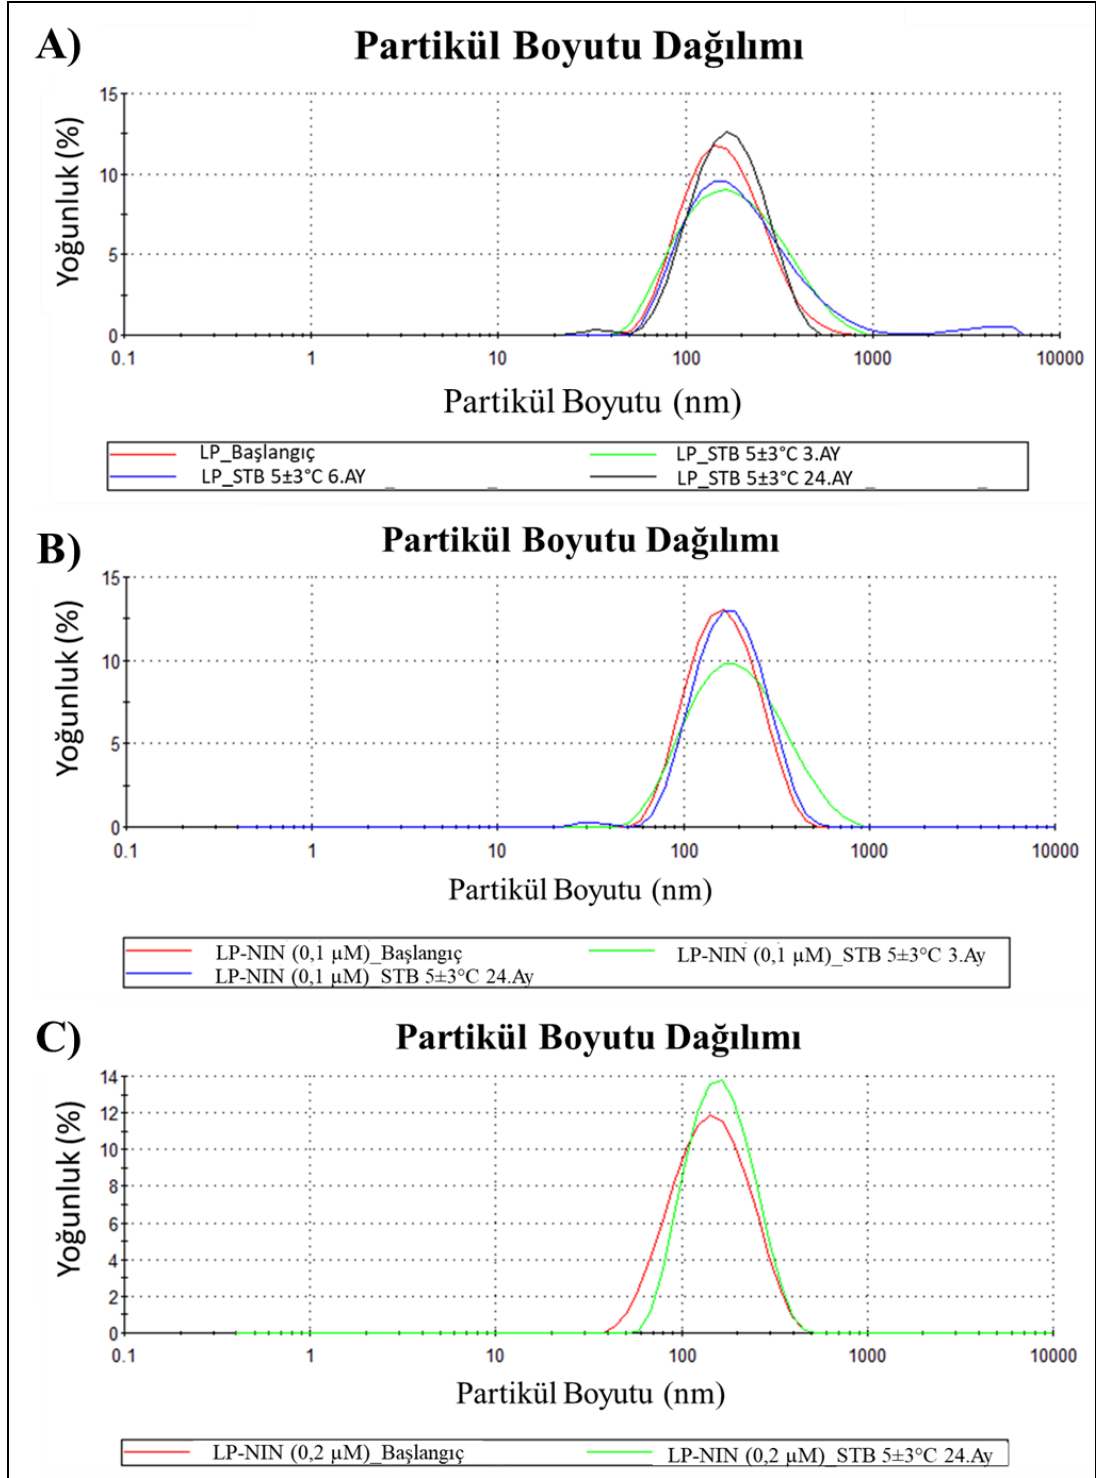 A)
Partikül Boyutu Dağılımı
15
10
5
0
Yoğunluk (%)
0.1 1 10 100 1000 10000
Partikül Boyutu (nm)
LP_Başlangıç LP_STB 5±3°C 3.AY
LP_STB 5±3°C 6.AY _ _ LP_STB 5±3°C 24.AY _ _
B)
Partikül Boyutu Dağılımı
15
10
5
0
Yoğunluk (%)
0.1 1 10 100 1000 10000
Partikül Boyutu (nm)
LP-NIN (0,1 µM)_Başlangıç LP-NIN (0,1 µM)_STB 5±3°C 3.Ay
LP-NIN (0,1 µM)_STB 5±3°C 24.Ay
C)
Partikül Boyutu Dağılımı
14
12
10
8
6
4
2
0
Yoğunluk (%)
0.1 1 10 100 1000 10000
Partikül Boyutu (nm)
LP-NIN (0,2 µM)_Başlangıç LP-NIN (0,2 µM)_STB 5±3°C 24.Ay